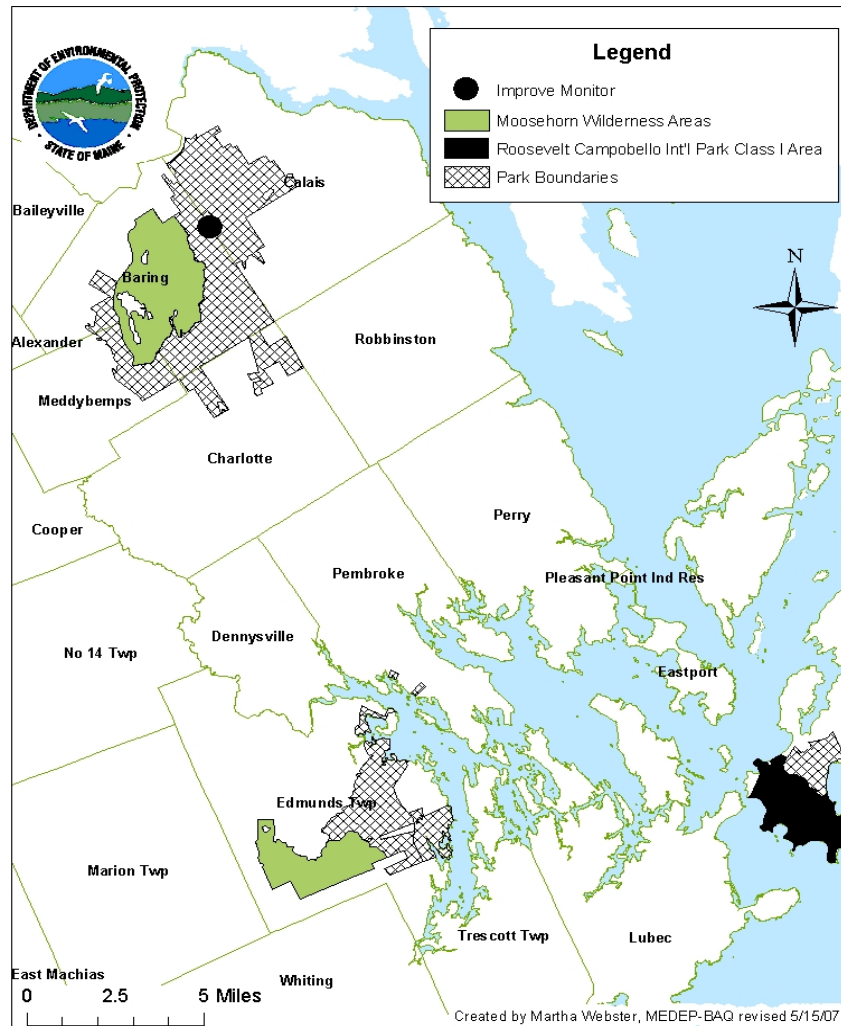 DEPARTMENT OF ENVIRONMENTAL PROTECTION
STATE OF MAINE
Legend
Improve Monitor
Moosehorn Wilderness Areas
Roosevelt Campobello Int'l Park Class I Area
Park Boundaries
N
Calais
Baileyville
Baring
Alexander
Robbinston
Meddybemps
Charlotte
Cooper
Perry
Pembroke
Pleasant Point Ind Res
Dennysville
No 14 Twp
Eastport
Edmunds Twp
Marion Twp
Trescott Twp
Lubec
East Machias
Whiting
0 2.5 5 Miles
Created by Martha Webster, MEDEP-BAQ revised 5/15/07